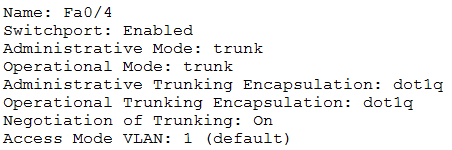 Name: Fa0/4
Switchport: Enabled
Administrative Mode: trunk
Operational Mode: trunk
Administrative Trunking Encapsulation: dot1q
Operational Trunking Encapsulation: dot1q
Negotiation of Trunking: On
Access Mode VLAN: 1 (default)